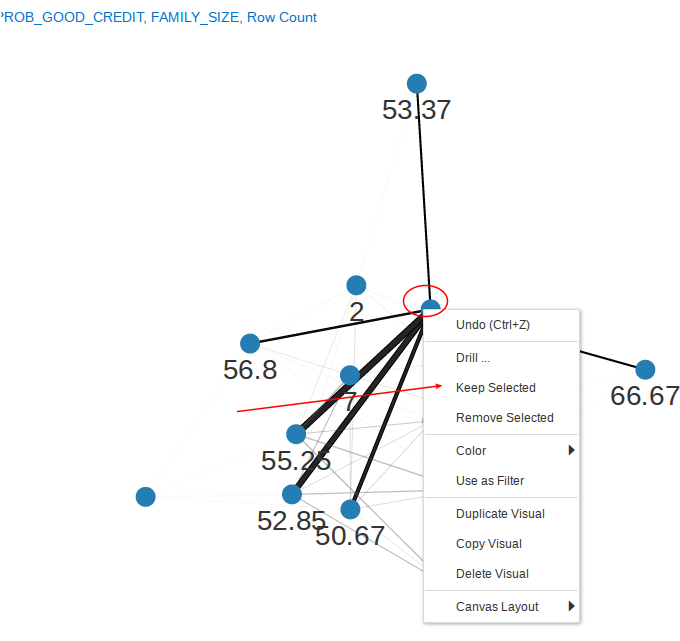 PROB_GOOD_CREDIT, FAMILY_SIZE, Row Count
53.37
2
56.8
7
66.67
55.25
52.85
50.67
Undo (Ctrl+Z)
Drill ...
Keep Selected
Remove Selected
Color
Use as Filter
Duplicate Visual
Copy Visual
Delete Visual
Canvas Layout